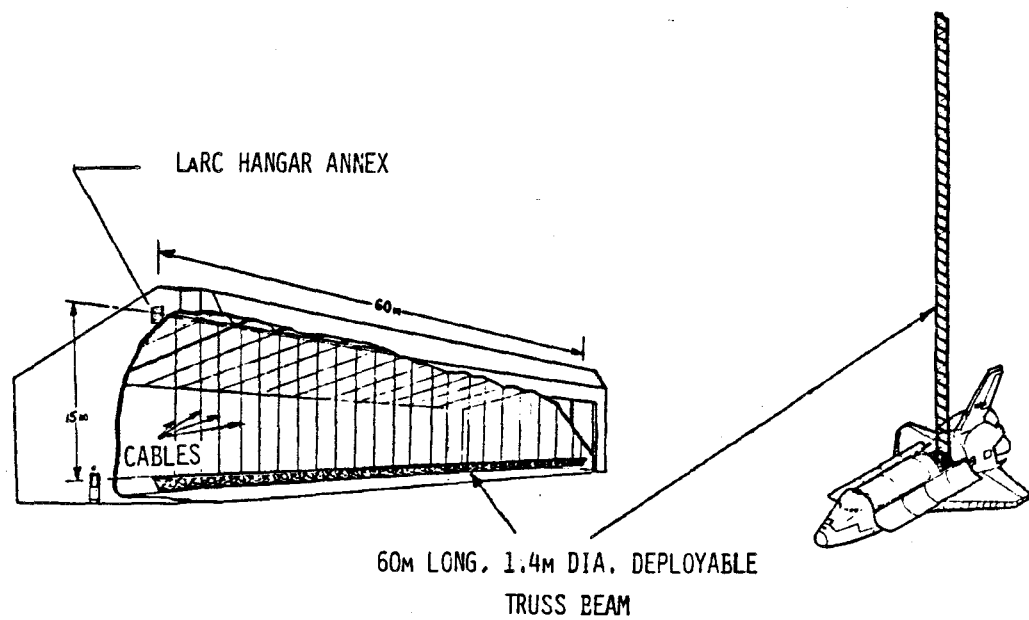 LARC HANGAR ANNEX
60M
15M
CABLES
60M LONG, 1.4M DIA. DEPLOYABLE
TRUSS BEAM